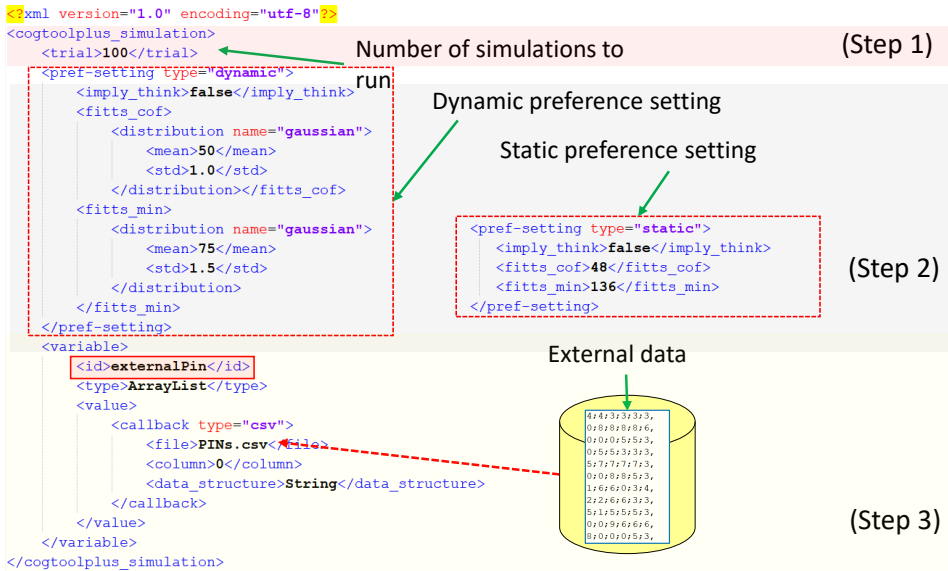 <?xml version="1.0" encoding="utf-8"?>
<cogtoolplus_simulation>
<trial>100</trial>
Number of simulations to
run
(Step 1)
<pref-setting type="dynamic">
<imply_think>false</imply_think>
<fitts_cof>
<distribution name="gaussian">
<mean>50</mean>
<std>1.0</std>
</distribution></fitts_cof>
<fitts_min>
<distribution name="gaussian">
<mean>75</mean>
<std>1.5</std>
</distribution>
</fitts_min>
</pref-setting>
Dynamic preference setting
Static preference setting
<pref-setting type="static">
<imply_think>false</imply_think>
<fitts_cof>48</fitts_cof>
<fitts_min>136</fitts_min>
</pref-setting>
(Step 2)
<variable>
<id>externalPin</id>
<type>ArrayList</type>
<value>
<callback type="csv">
<file>PINs.csv</file>
<column>0</column>
<data_structure>String</data_structure>
</callback>
</value>
</variable>
</cogtoolplus_simulation>
External data
4;4;3;3;3;3,
0;8;8;8;8;6,
0;0;0;5;5;3,
0;5;5;3;3;3,
5;7;7;7;7;3,
0;0;8;8;5;3,
1;6;6;0;3;4,
2;2;6;6;3;3,
5;1;5;5;5;3,
0;0;9;6;6;6,
8;0;0;0;5;3,
(Step 3)